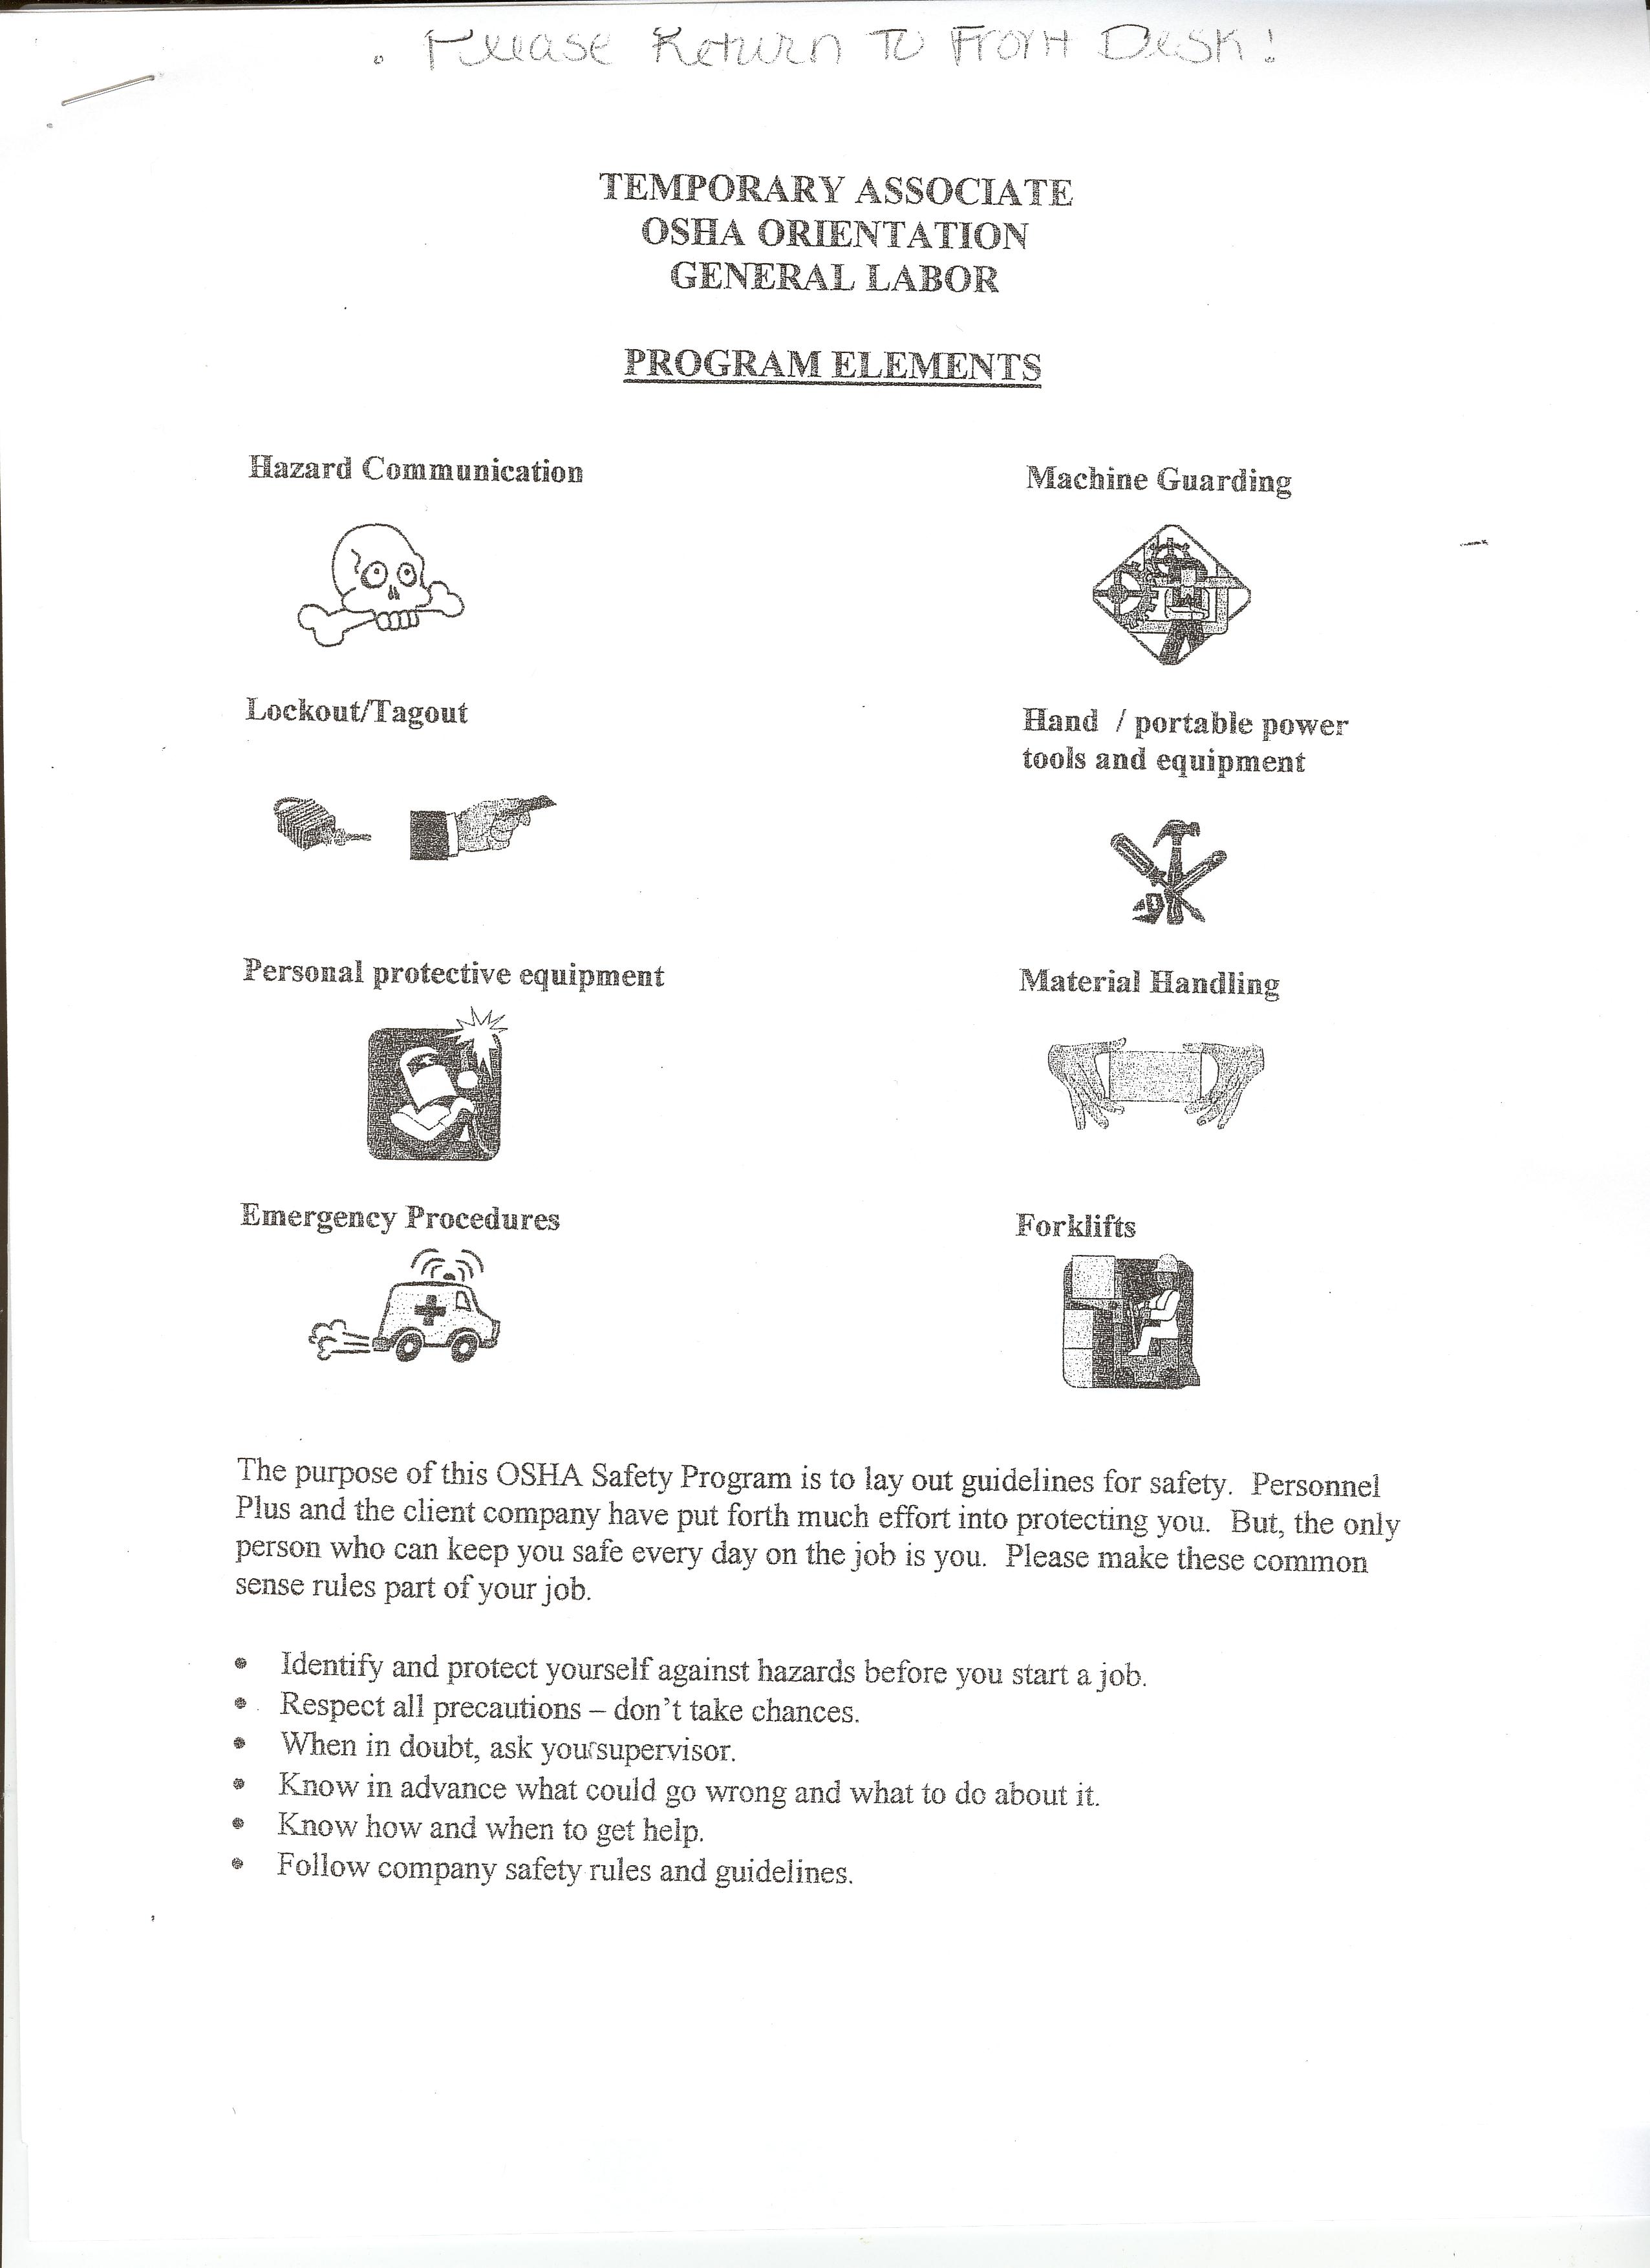 Please Return To Front Desk!
TEMPORARY ASSOCIATE
OSHA ORIENTATION
GENERAL LABOR
PROGRAM ELEMENTS
Hazard Communication
Machine Guarding
Lockout/Tagout
Hand / portable power
tools and equipment
Personal protective equipment
Material Handling
Emergency Procedures
Forklifts
The purpose of this OSHA Safety Program is to lay out guidelines for safety. Personnel
Plus and the client company have put forth much effort into protecting you. But, the only
person who can keep you safe every day on the job is you. Please make these common
sense rules part of your job.
• Identify and protect yourself against hazards before you start a job.
• Respect all precautions – don't take chances.
• When in doubt, ask your supervisor.
• Know in advance what could go wrong and what to do about it.
• Know how and when to get help.
• Follow company safety rules and guidelines.